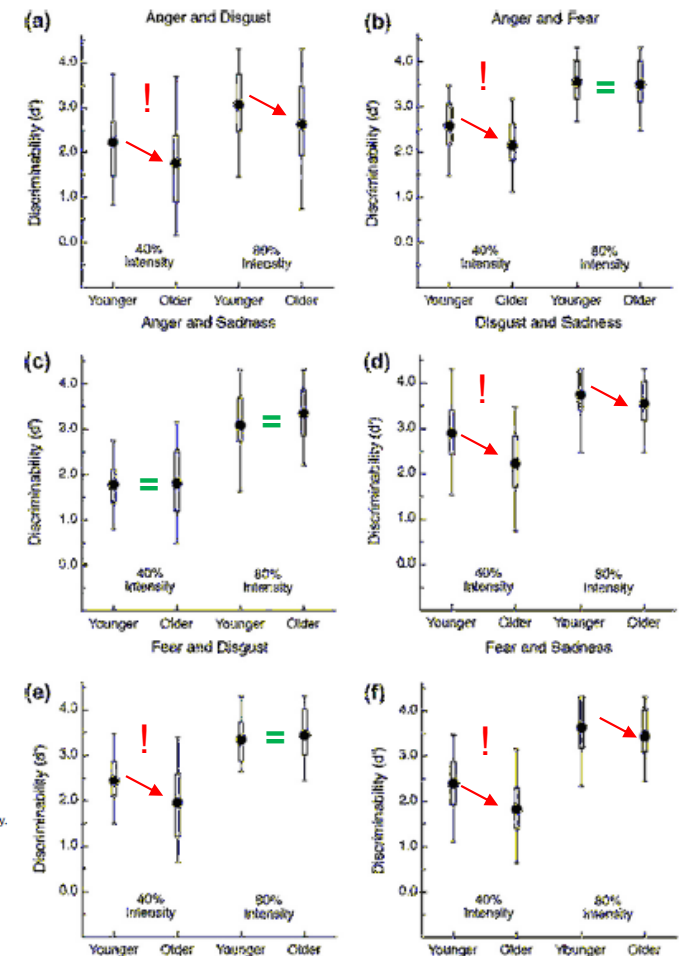 (a) Anger and Disgust
(b) Anger and Fear
4.0
3.0
2.0
1.0
0.0
Discriminability (d')
!
40% Intensity
80% Intensity
Younger Older Younger Older
4.0
3.0
2.0
1.0
0.0
Discriminability (d')
!
=
40% Intensity
80% Intensity
Younger Older Younger Older
(c) Anger and Sadness
(d) Disgust and Sadness
4.0
3.0
2.0
1.0
0.0
Discriminability (d')
=
=
40% Intensity
80% Intensity
Younger Older Younger Older
4.0
3.0
2.0
1.0
0.0
Discriminability (d')
!
40% Intensity
80% Intensity
Younger Older Younger Older
(e) Fear and Disgust
(f) Fear and Sadness
4.0
3.0
2.0
1.0
0.0
Discriminability (d')
!
=
40% Intensity
80% Intensity
Younger Older Younger Older
y.
4.0
3.0
2.0
1.0
0.0
Discriminability (d')
!
40% Intensity
80% Intensity
Younger Older Younger Older